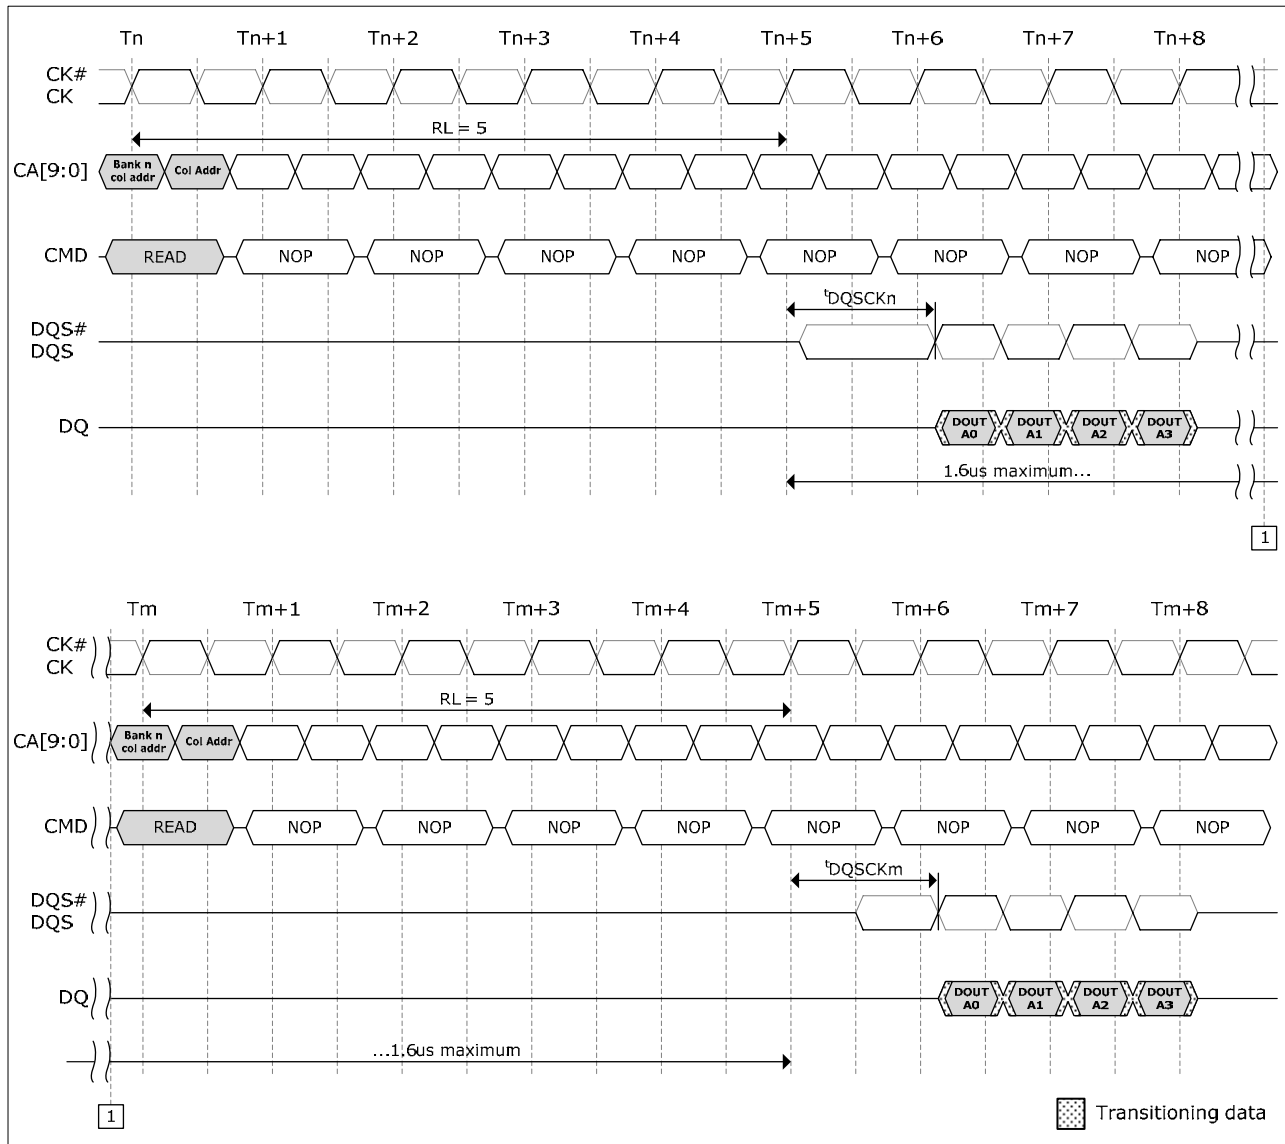 Tn Tn+1 Tn+2 Tn+3 Tn+4 Tn+5 Tn+6 Tn+7 Tn+8
CK#
CK
RL = 5
CA[9:0] Bank n col addr Col Addr
CMD READ NOP NOP NOP NOP NOP NOP NOP NOP
tDQSCKn
DQS#
DQS
DQ DOUT A0 DOUT A1 DOUT A2 DOUT A3
1.6us maximum...
1
Tm Tm+1 Tm+2 Tm+3 Tm+4 Tm+5 Tm+6 Tm+7 Tm+8
CK#
CK
RL = 5
CA[9:0] Bank n col addr Col Addr
CMD READ NOP NOP NOP NOP NOP NOP NOP NOP
tDQSCKm
DQS#
DQS
DQ DOUT A0 DOUT A1 DOUT A2 DOUT A3
...1.6us maximum
1
Transitioning data